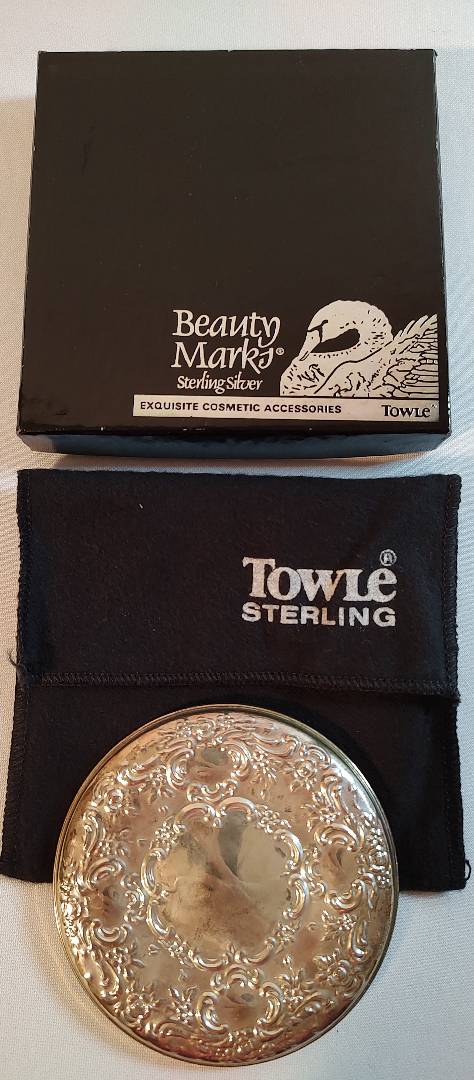 Beauty
Marks®
Sterling Silver
EXQUISITE COSMETIC ACCESSORIES TOWLE
TOWLE®
STERLING